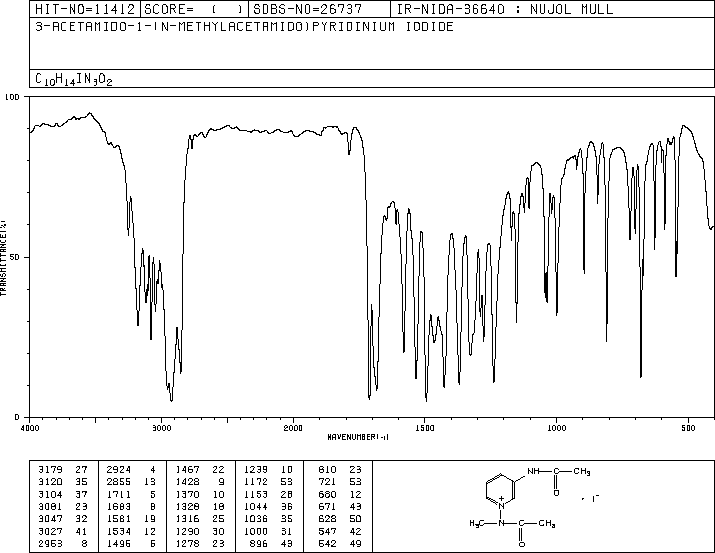 HIT-NO=11412 SCORE= ( ) SDBS-NO=26737 IR-NIDA-36640 : NUJOL MULL
3-ACETAMIDO-1-(N-METHYLACETAMIDO)PYRIDINIUM IODIDE
C10H14IN3O2
100
50
0
TRANSMITTANCE(%)
4000 3000 2000 1500 1000 500
WAVENUMBER(-1)
3179 27 2924 4 1467 22 1239 10 810 23
3120 35 2855 13 1428 9 1172 53 721 53
3104 37 1711 5 1370 10 1153 28 680 12
3081 23 1683 8 1328 18 1044 36 671 43
3047 32 1581 19 1316 25 1036 35 628 50
3027 41 1534 12 1290 30 1000 31 547 42
2953 8 1496 5 1278 23 896 43 542 49
NH C CH3
O
N+ · I-
H3C N C CH3
O